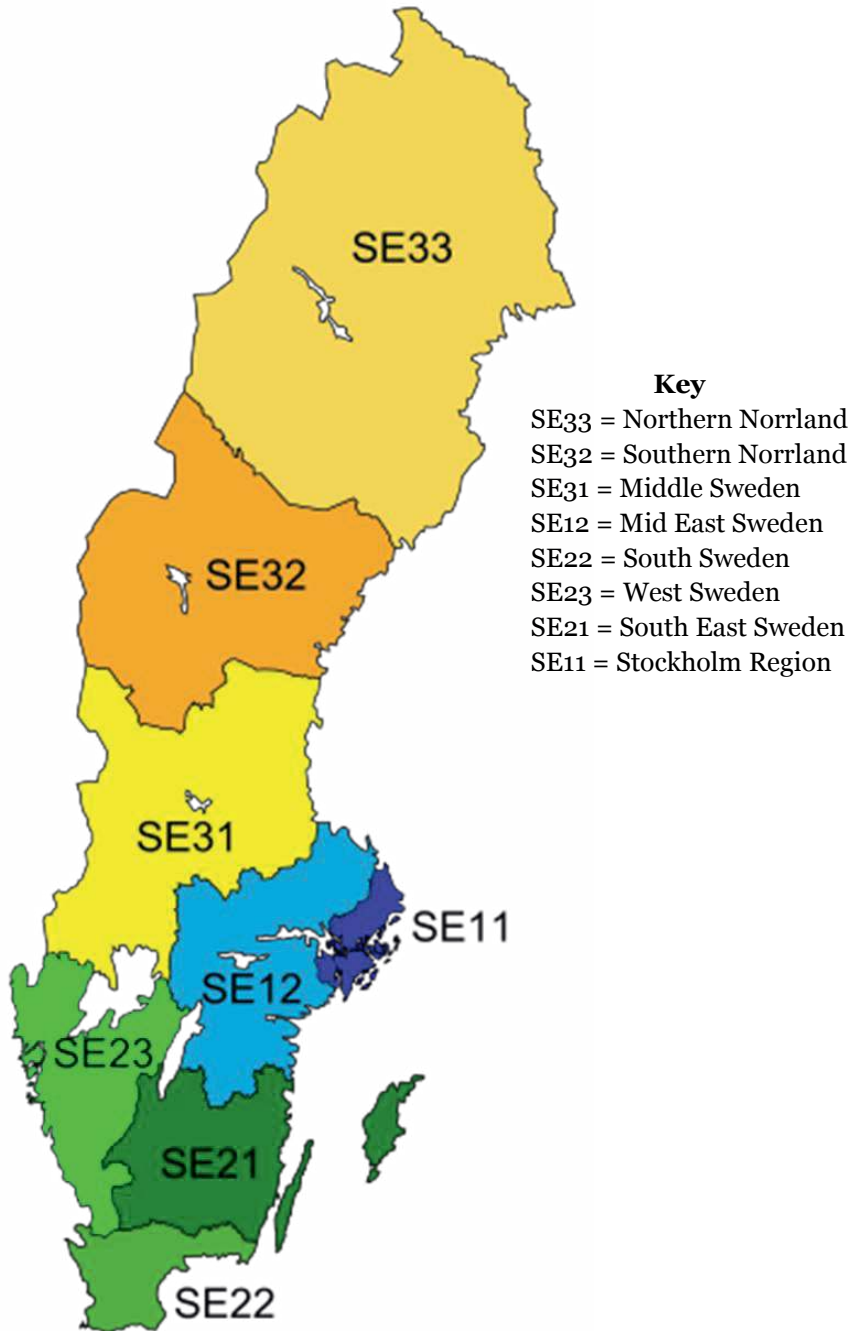 SE33
Key
SE33 = Northern Norrland
SE32 = Southern Norrland
SE31 = Middle Sweden
SE12 = Mid East Sweden
SE22 = South Sweden
SE23 = West Sweden
SE21 = South East Sweden
SE11 = Stockholm Region
SE32
SE31
SE11
SE12
SE23
SE21
SE22